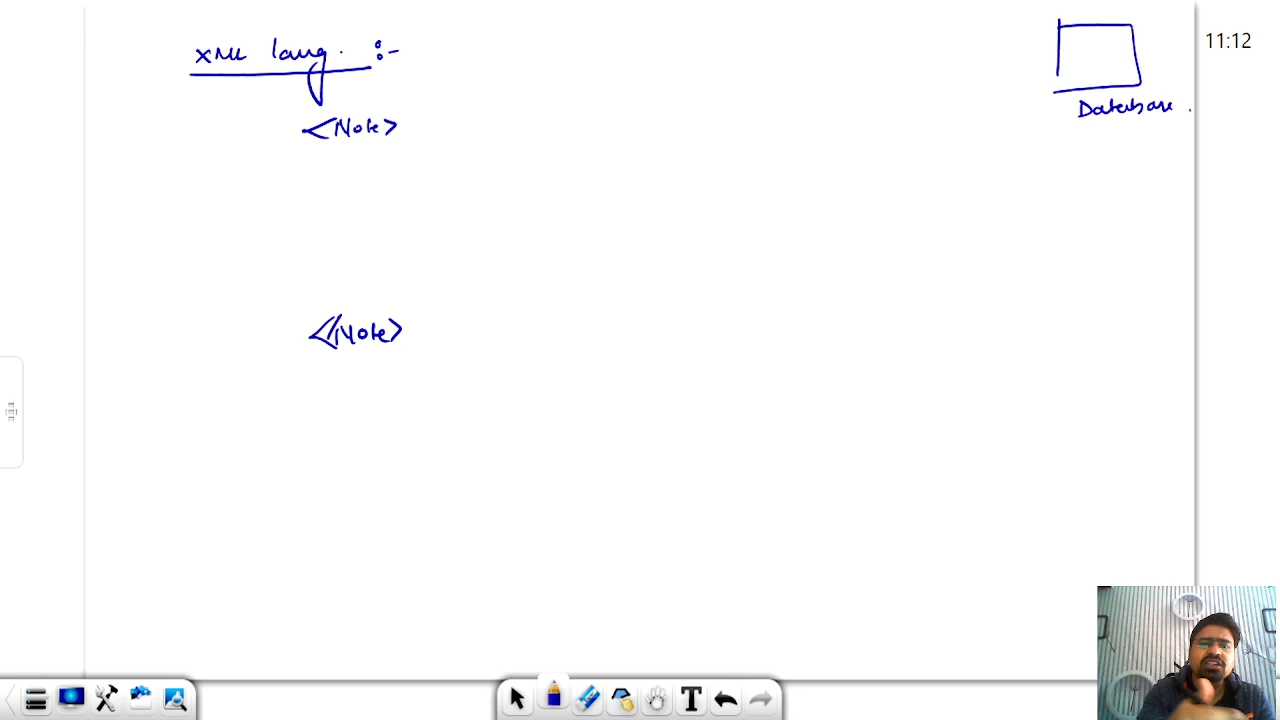 XML lang. :-
<Note>
</Note>
Database.
11:12
T